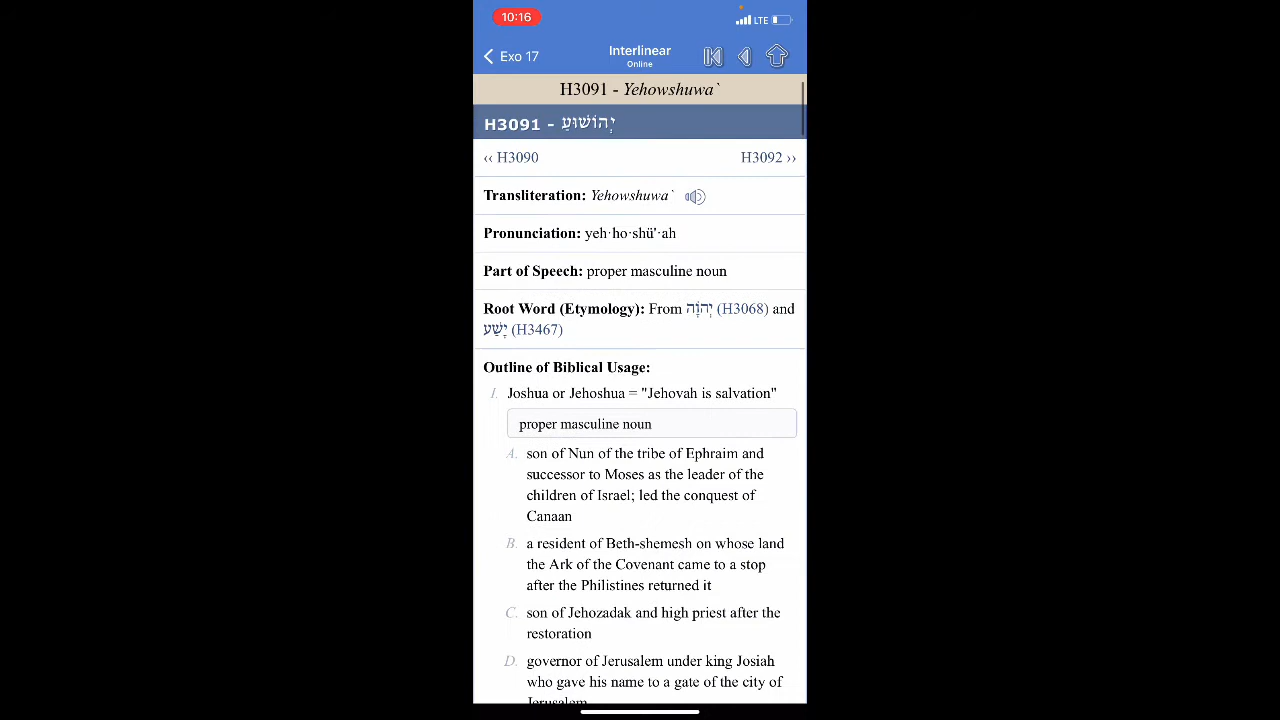 10:16
LTE
Exo 17
Interlinear
Online
H3091 - Yehowshuwa`
H3091 - יְהוֹשׁוּעַ
‹‹ H3090
H3092 ››
Transliteration: Yehowshuwa`
Pronunciation: yeh·ho·shü'·ah
Part of Speech: proper masculine noun
Root Word (Etymology): From יְהֹוָה (H3068) and
יָשַׁע (H3467)
Outline of Biblical Usage:
1. Joshua or Jehoshua = "Jehovah is salvation"
proper masculine noun
A. son of Nun of the tribe of Ephraim and
successor to Moses as the leader of the
children of Israel; led the conquest of
Canaan
B. a resident of Beth-shemesh on whose land
the Ark of the Covenant came to a stop
after the Philistines returned it
C. son of Jehozadak and high priest after the
restoration
D. governor of Jerusalem under king Josiah
who gave his name to a gate of the city of
Jerusalem